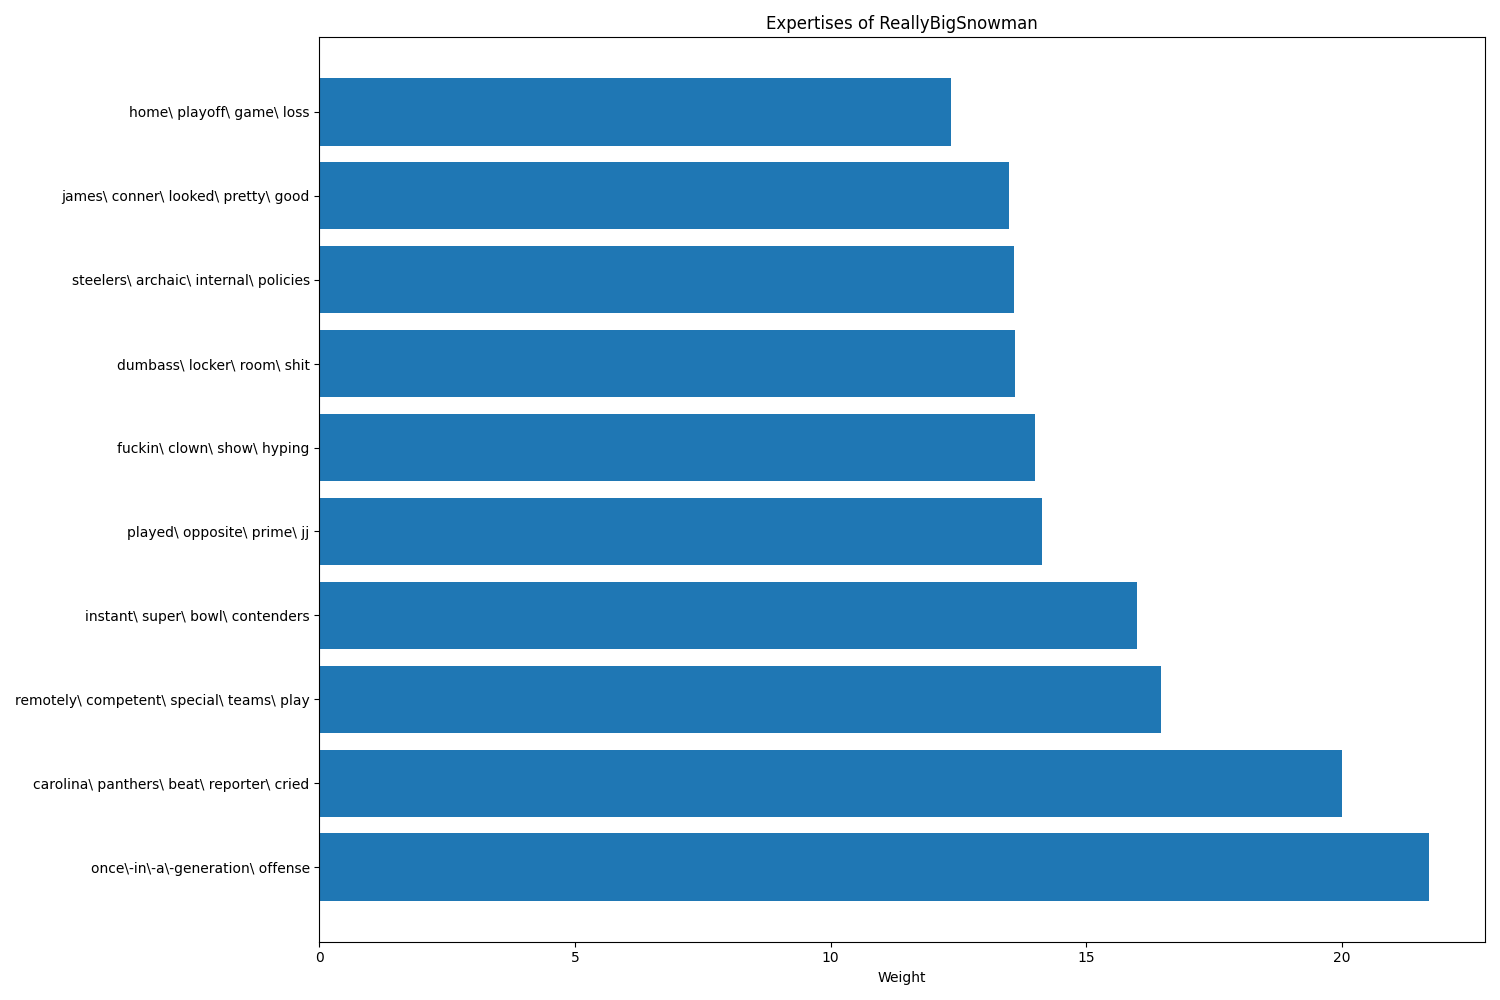 Expertises of ReallyBigSnowman
home\ playoff\ game\ loss
james\ conner\ looked\ pretty\ good
steelers\ archaic\ internal\ policies
dumbass\ locker\ room\ shit
fuckin\ clown\ show\ hyping
played\ opposite\ prime\ jj
instant\ super\ bowl\ contenders
remotely\ competent\ special\ teams\ play
carolina\ panthers\ beat\ reporter\ cried
once\-in\-a\-generation\ offense
0 5 10 15 20
Weight